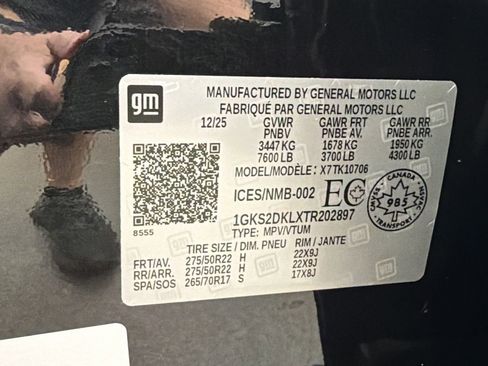 gm
MANUFACTURED BY GENERAL MOTORS LLC
FABRIQUÉ PAR GENERAL MOTORS LLC
12/25 GVWR GAWR FRT GAWR RR
PNBV PNBE AV. PNBE ARR.
3447 KG 1678 KG 1950 KG
7600 LB 3700 LB 4300 LB
MODEL/MODÈLE: X7TK10706
ICES/NMB-002 EC
CANADA
CMVSS NSVAC
985
TRANSPORT
1GKS2DKLXTR202897
TYPE: MPV/VTUM
8555
TIRE SIZE / DIM. PNEU RIM / JANTE
FRT/AV. 275/50R22 H 22X9J
RR/ARR. 275/50R22 H 22X9J
SPA/SOS 265/70R17 S 17X8J